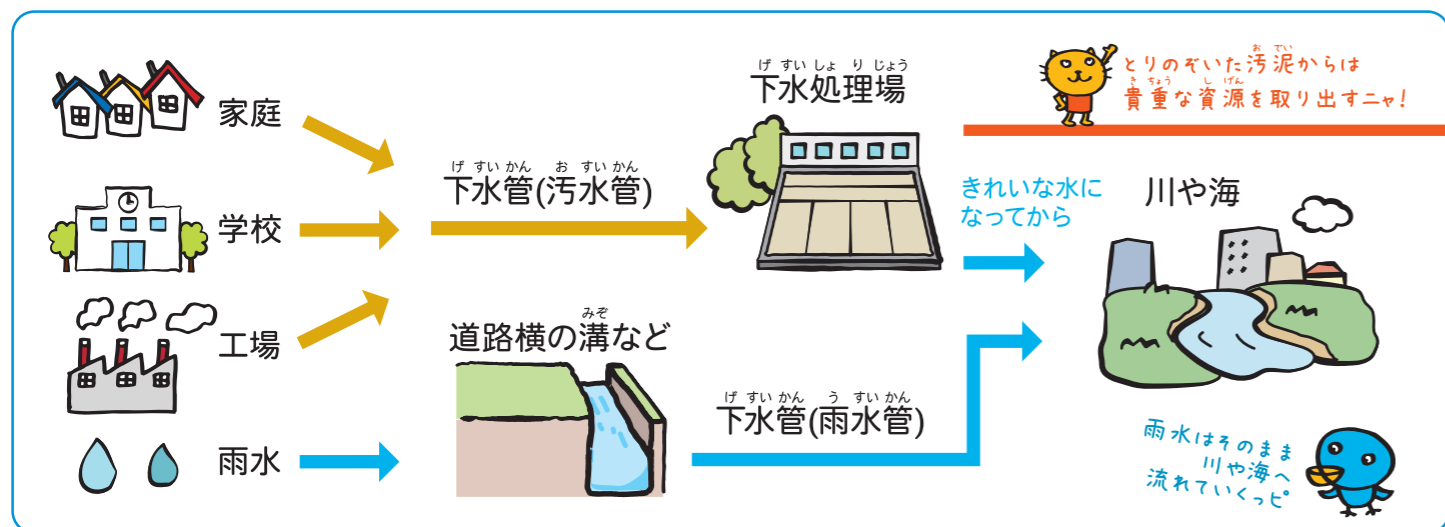 家庭
学校
工場
雨水
げすいかん おすいかん
下水管(汚水管)
みぞ
道路横の溝など
げすいしょりじょう
下水処理場
げすいかん うすいかん
下水管(雨水管)
おでい
とりのぞいた汚泥からは
きちょう しげん
貴重な資源を取り出すニャ!
きれいな水に
なってから
川や海
雨水はそのまま
川や海へ
流れていくっピ